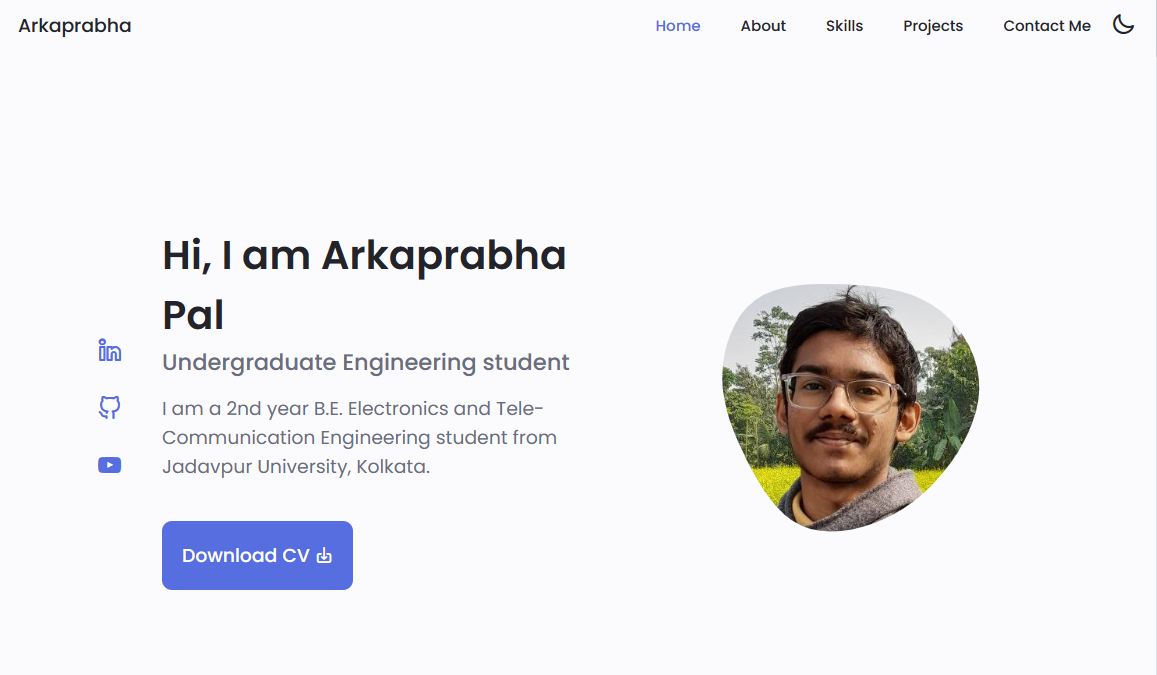 Arkaprabha
Home
About
Skills
Projects
Contact Me
Hi, I am Arkaprabha
Pal
Undergraduate Engineering student
I am a 2nd year B.E. Electronics and Tele-
Communication Engineering student from
Jadavpur University, Kolkata.
Download CV